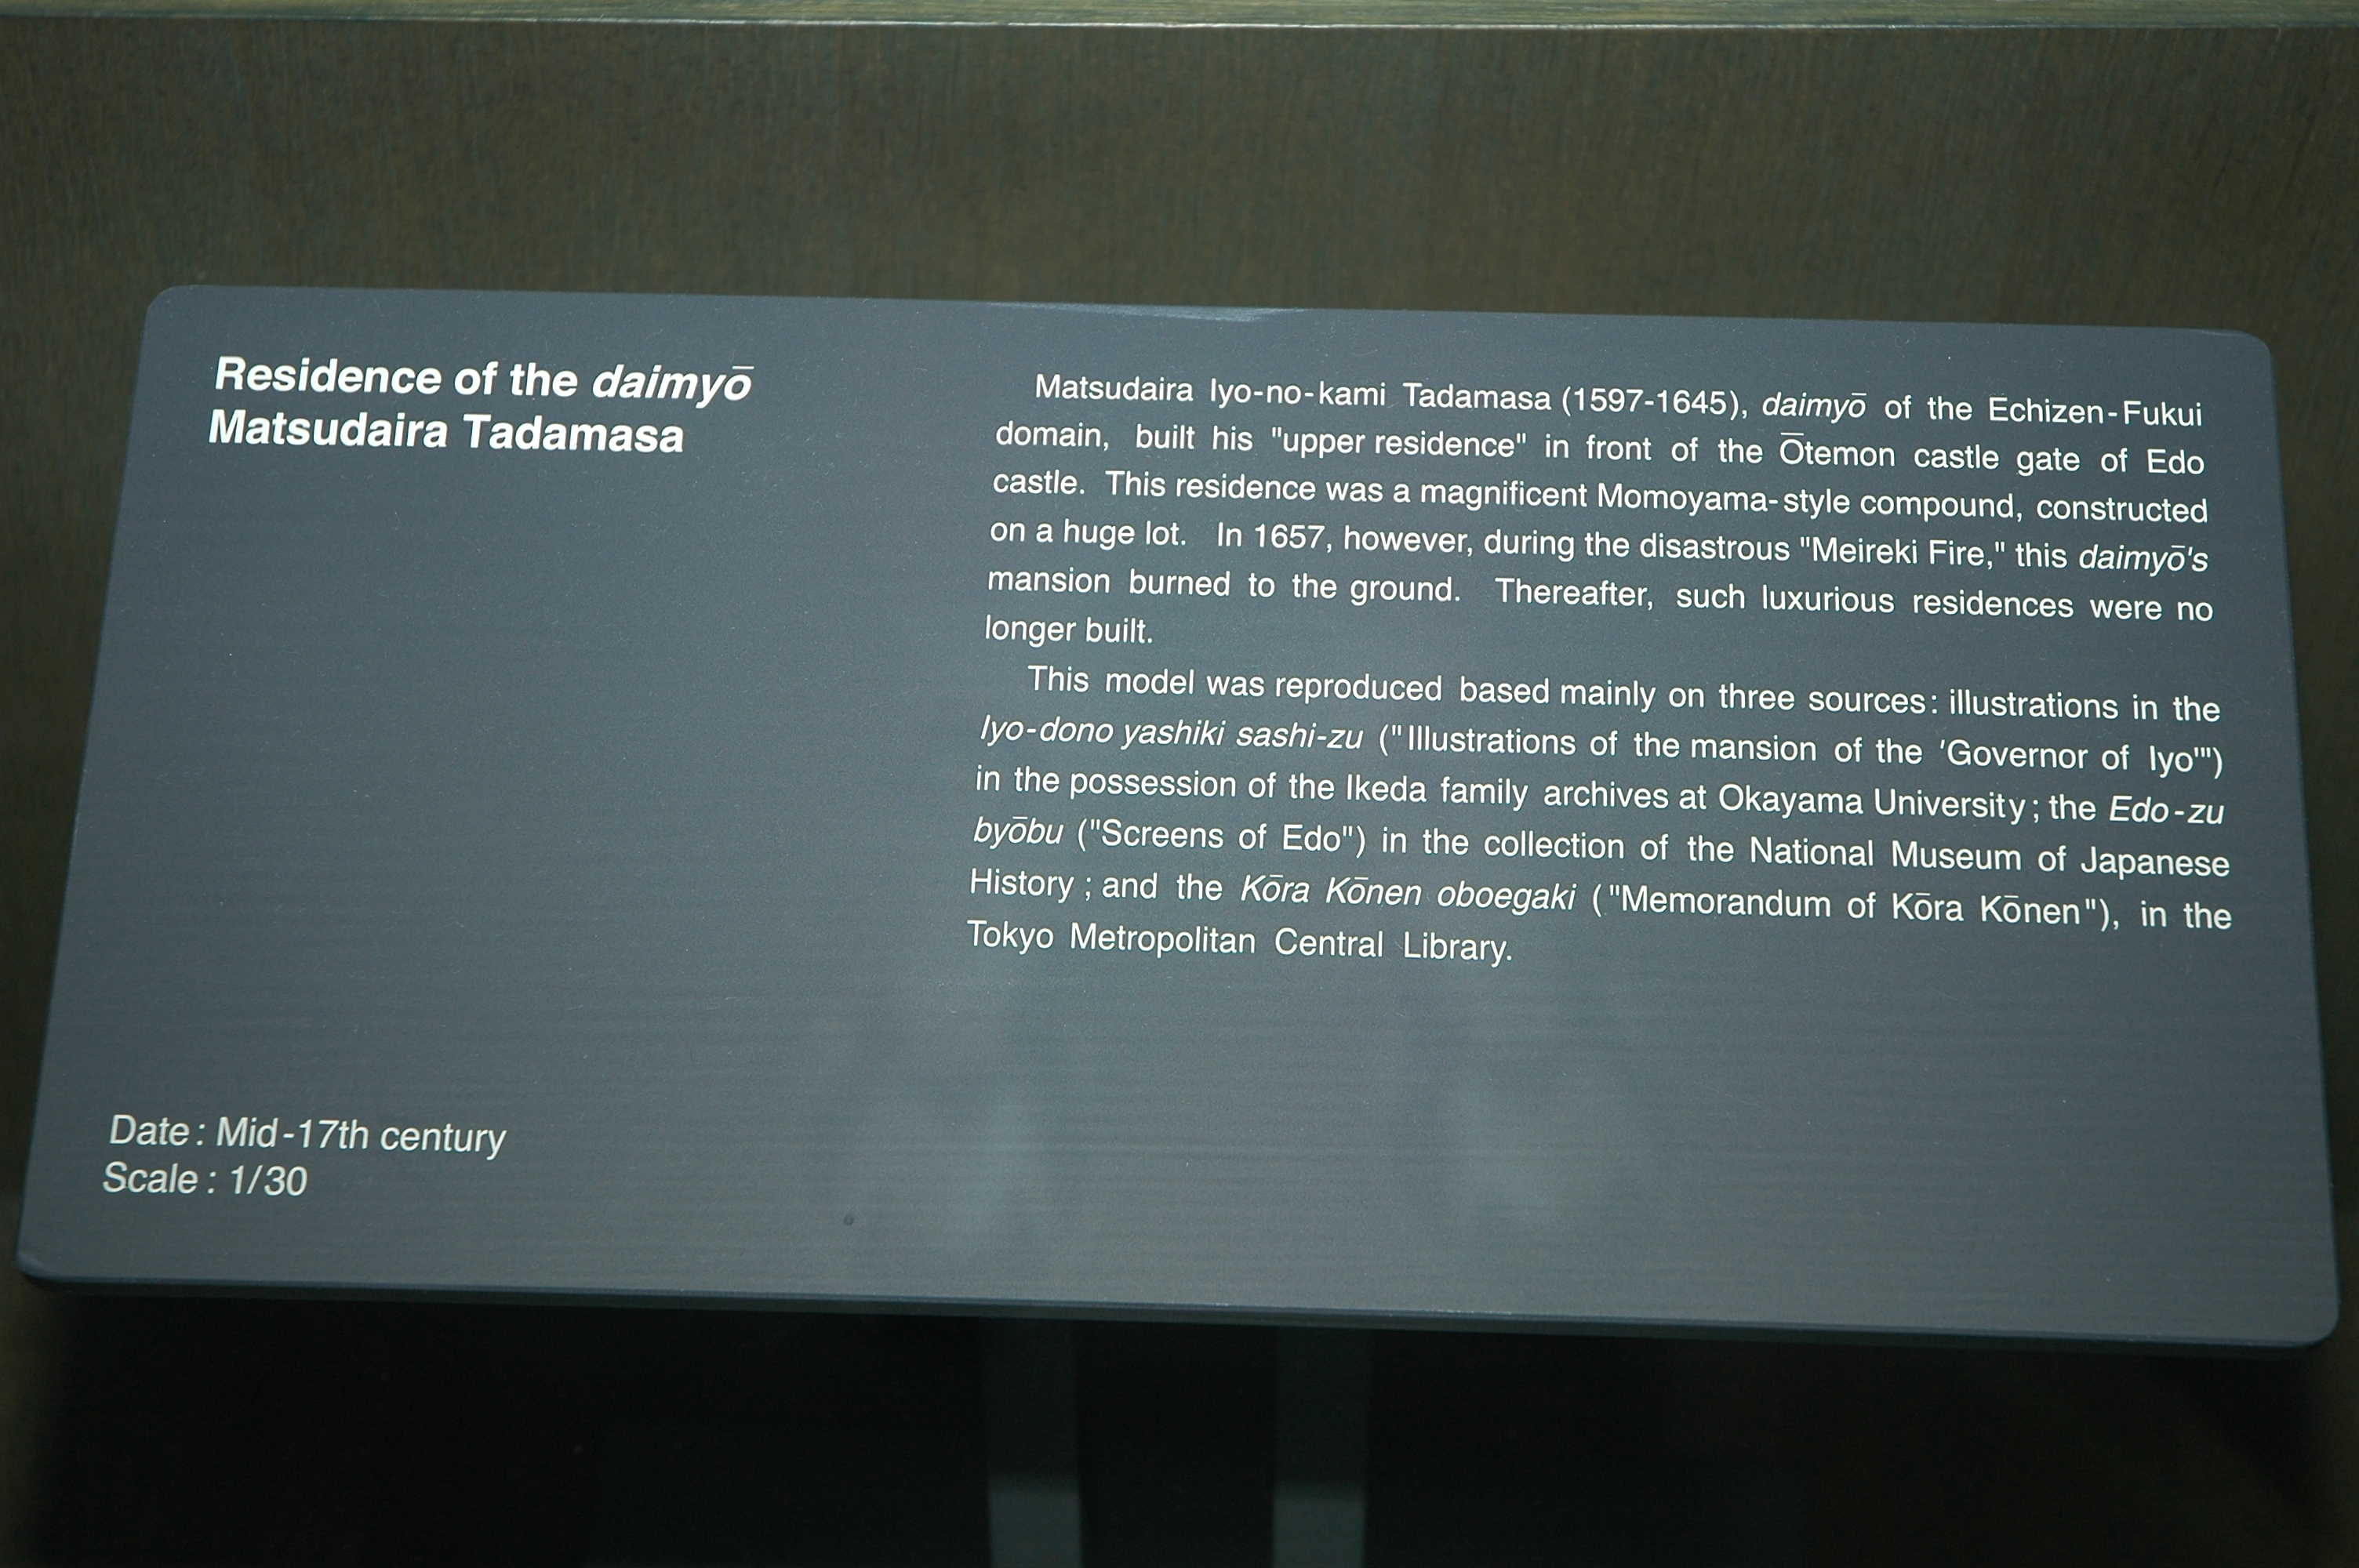 Residence of the daimyō
Matsudaira Tadamasa
Matsudaira Iyo-no-kami Tadamasa (1597-1645), daimyō of the Echizen-Fukui
domain, built his "upper residence" in front of the Ōtemon castle gate of Edo
castle. This residence was a magnificent Momoyama-style compound, constructed
on a huge lot. In 1657, however, during the disastrous "Meireki Fire," this daimyō's
mansion burned to the ground. Thereafter, such luxurious residences were no
longer built.
This model was reproduced based mainly on three sources: illustrations in the
Iyo-dono yashiki sashi-zu ("Illustrations of the mansion of the 'Governor of Iyo'")
in the possession of the Ikeda family archives at Okayama University; the Edo-zu
byōbu ("Screens of Edo") in the collection of the National Museum of Japanese
History; and the Kōra Kōnen oboegaki ("Memorandum of Kōra Kōnen"), in the
Tokyo Metropolitan Central Library.
Date: Mid-17th century
Scale: 1/30